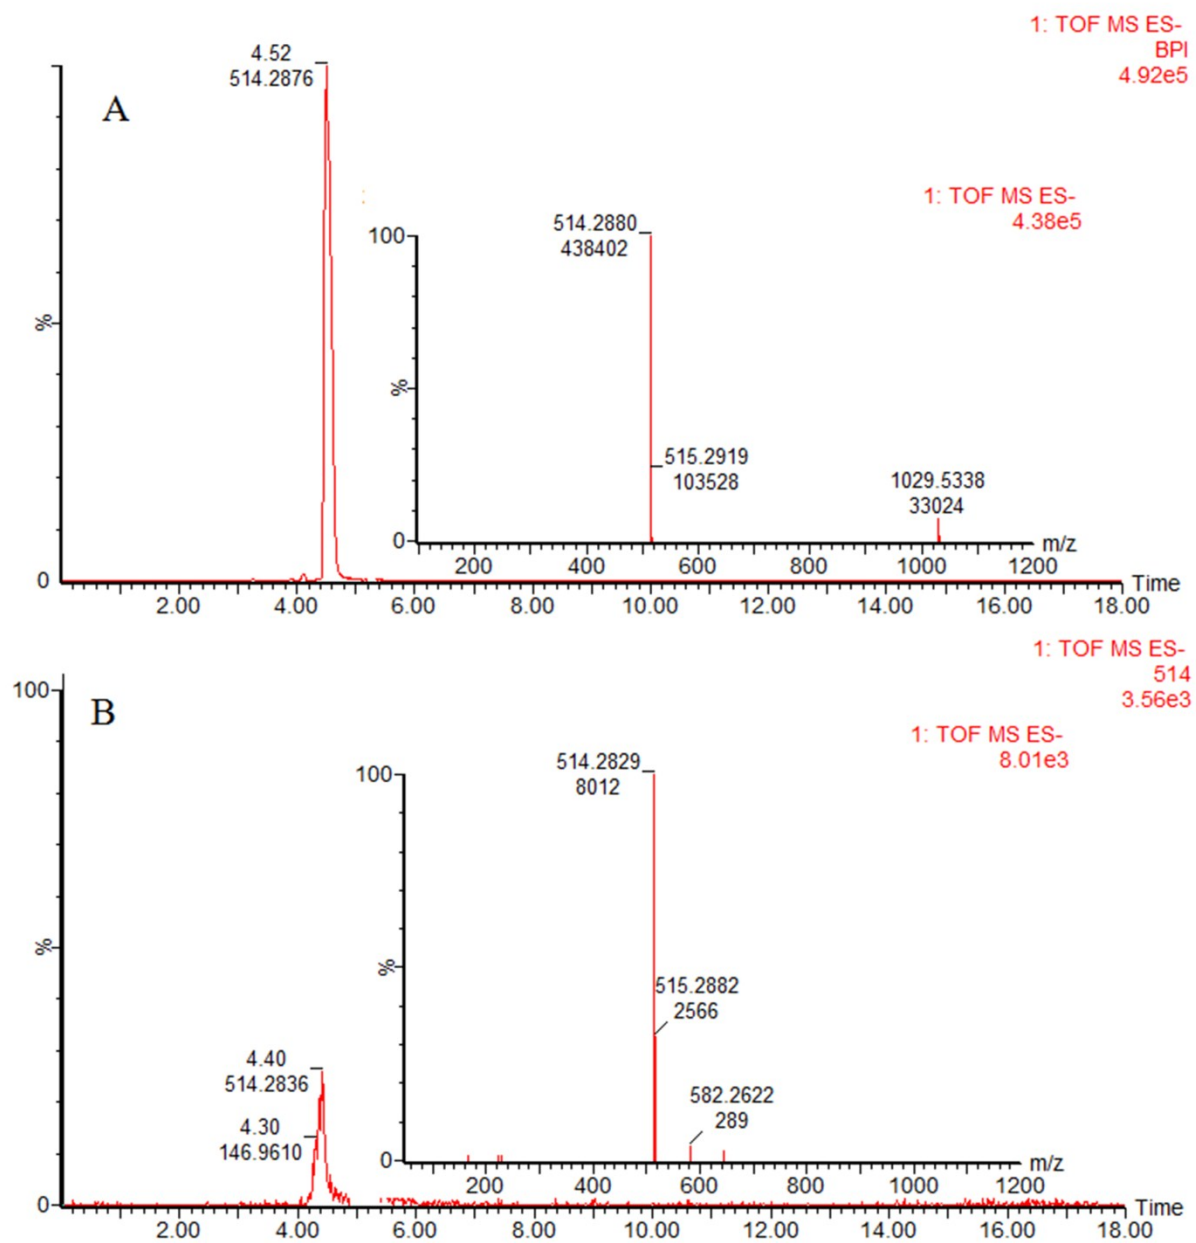 1: TOF MS ES-
BPI
4.92e5
4.52
514.2876
A
%
0
2.00 4.00 6.00 8.00 10.00 12.00 14.00 16.00 18.00
Time
1: TOF MS ES-
4.38e5
514.2880
438402
100
515.2919
103528
1029.5338
33024
%
0
200 400 600 800 1000 1200
m/z
1: TOF MS ES-
514
3.56e3
100
B
%
4.40
514.2836
4.30
146.9610
0
2.00 4.00 6.00 8.00 10.00 12.00 14.00 16.00 18.00
Time
1: TOF MS ES-
8.01e3
514.2829
8012
100
515.2882
2566
582.2622
289
%
0
200 400 600 800 1000 1200
m/z